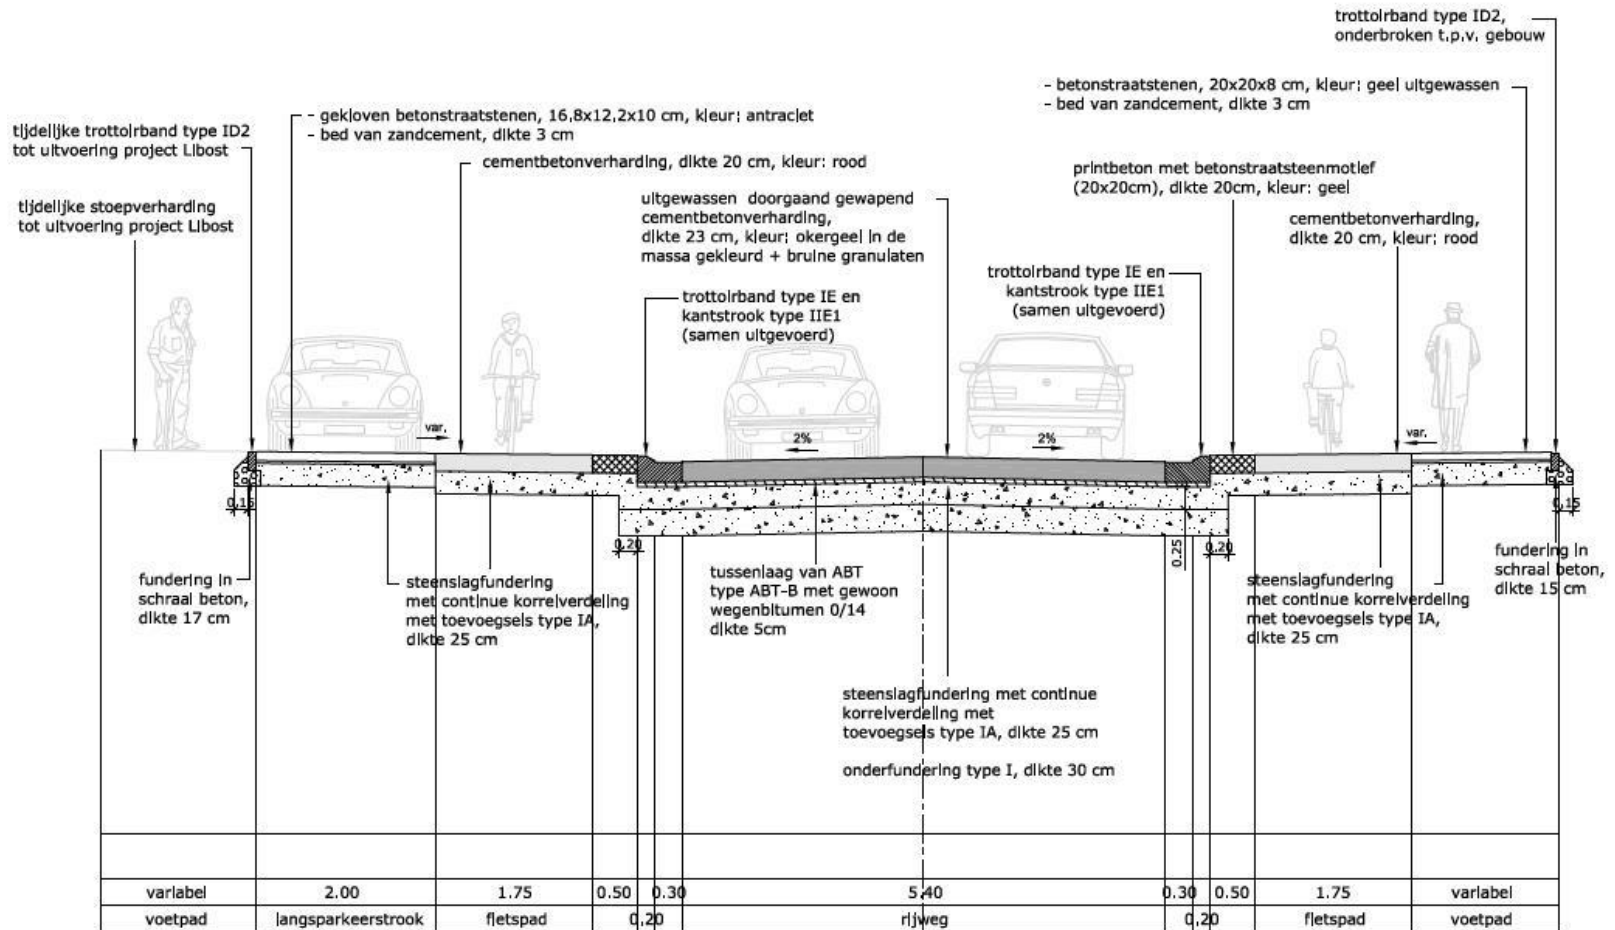 trottoirband type ID2,
onderbroken t.p.v. gebouw
- betonstraatstenen, 20x20x8 cm, kleur: geel uitgewassen
- bed van zandcement, dikte 3 cm
- gekloven betonstraatstenen, 16,8x12,2x10 cm, kleur: antraciet
- bed van zandcement, dikte 3 cm
tijdelijke trottoirband type ID2
tot uitvoering project Libost
cementbetonverharding, dikte 20 cm, kleur: rood
printbeton met betonstraatsteenmotief
(20x20cm), dikte 20cm, kleur: geel
tijdelijke stoepverharding
tot uitvoering project Libost
uitgewassen doorgaand gewapend
cementbetonverharding,
dikte 23 cm, kleur: okergeel in de
massa gekleurd + bruine granulaten
cementbetonverharding,
dikte 20 cm, kleur: rood
trottoirband type IE en
kantstrook type IIE1
(samen uitgevoerd)
trottoirband type IE en
kantstrook type IIE1
(samen uitgevoerd)
var.
2%
2%
var.
0,15
0,20
0,25
0,20
0,15
fundering in
schraal beton,
dikte 17 cm
steenslagfundering
met continue korrelverdeling
met toevoegsels type IA,
dikte 25 cm
tussenlaag van ABT
type ABT-B met gewoon
wegenbitumen 0/14
dikte 5cm
steenslagfundering
met continue korrelverdeling
met toevoegsels type IA,
dikte 25 cm
fundering in
schraal beton,
dikte 15 cm
steenslagfundering met continue
korrelverdeling met
toevoegsels type IA, dikte 25 cm
onderfundering type I, dikte 30 cm
variabel 2.00 1.75 0.50 0.30 5.40 0.30 0.50 1.75 variabel
voetpad langsparkeerstrook fietspad 0,20 rijweg 0,20 fietspad voetpad